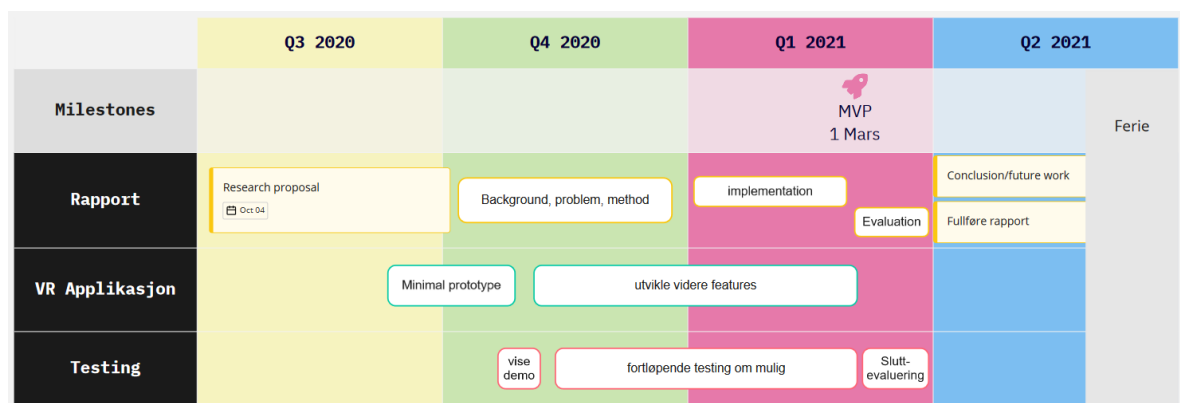 Q3 2020
Q4 2020
Q1 2021
Q2 2021
Milestones
MVP
1 Mars
Ferie
Rapport
Research proposal
Oct 04
Background, problem, method
implementation
Evaluation
Conclusion/future work
Fullføre rapport
VR Applikasjon
Minimal prototype
utvikle videre features
Testing
vise
demo
fortløpende testing om mulig
Slutt-
evaluering